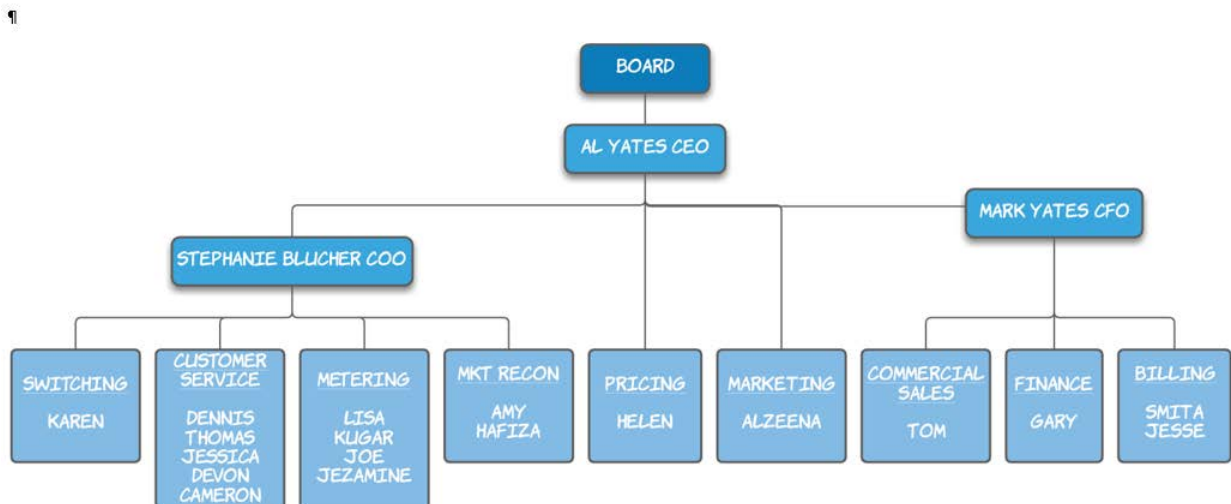 ¶
BOARD
AL YATES CEO
MARK YATES CFO
STEPHANIE BLUCHER COO
SWITCHING
KAREN
CUSTOMER
SERVICE
DENNIS
THOMAS
JESSICA
DEVON
CAMERON
METERING
LISA
KUGAR
JOE
JEZAMINE
MKT RECON
AMY
HAFIZA
PRICING
HELEN
MARKETING
ALZEENA
COMMERCIAL
SALES
TOM
FINANCE
GARY
BILLING
SMITA
JESSE